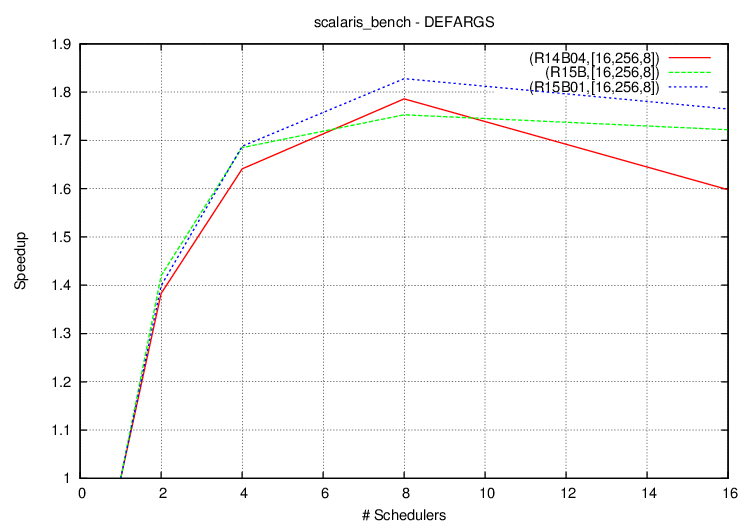 scalaris_bench - DEFARGS
(R14B04,[16,256,8])
(R15B,[16,256,8])
(R15B01,[16,256,8])
1.9
1.8
1.7
1.6
1.5
1.4
1.3
1.2
1.1
1
Speedup
0 2 4 6 8 10 12 14 16
# Schedulers